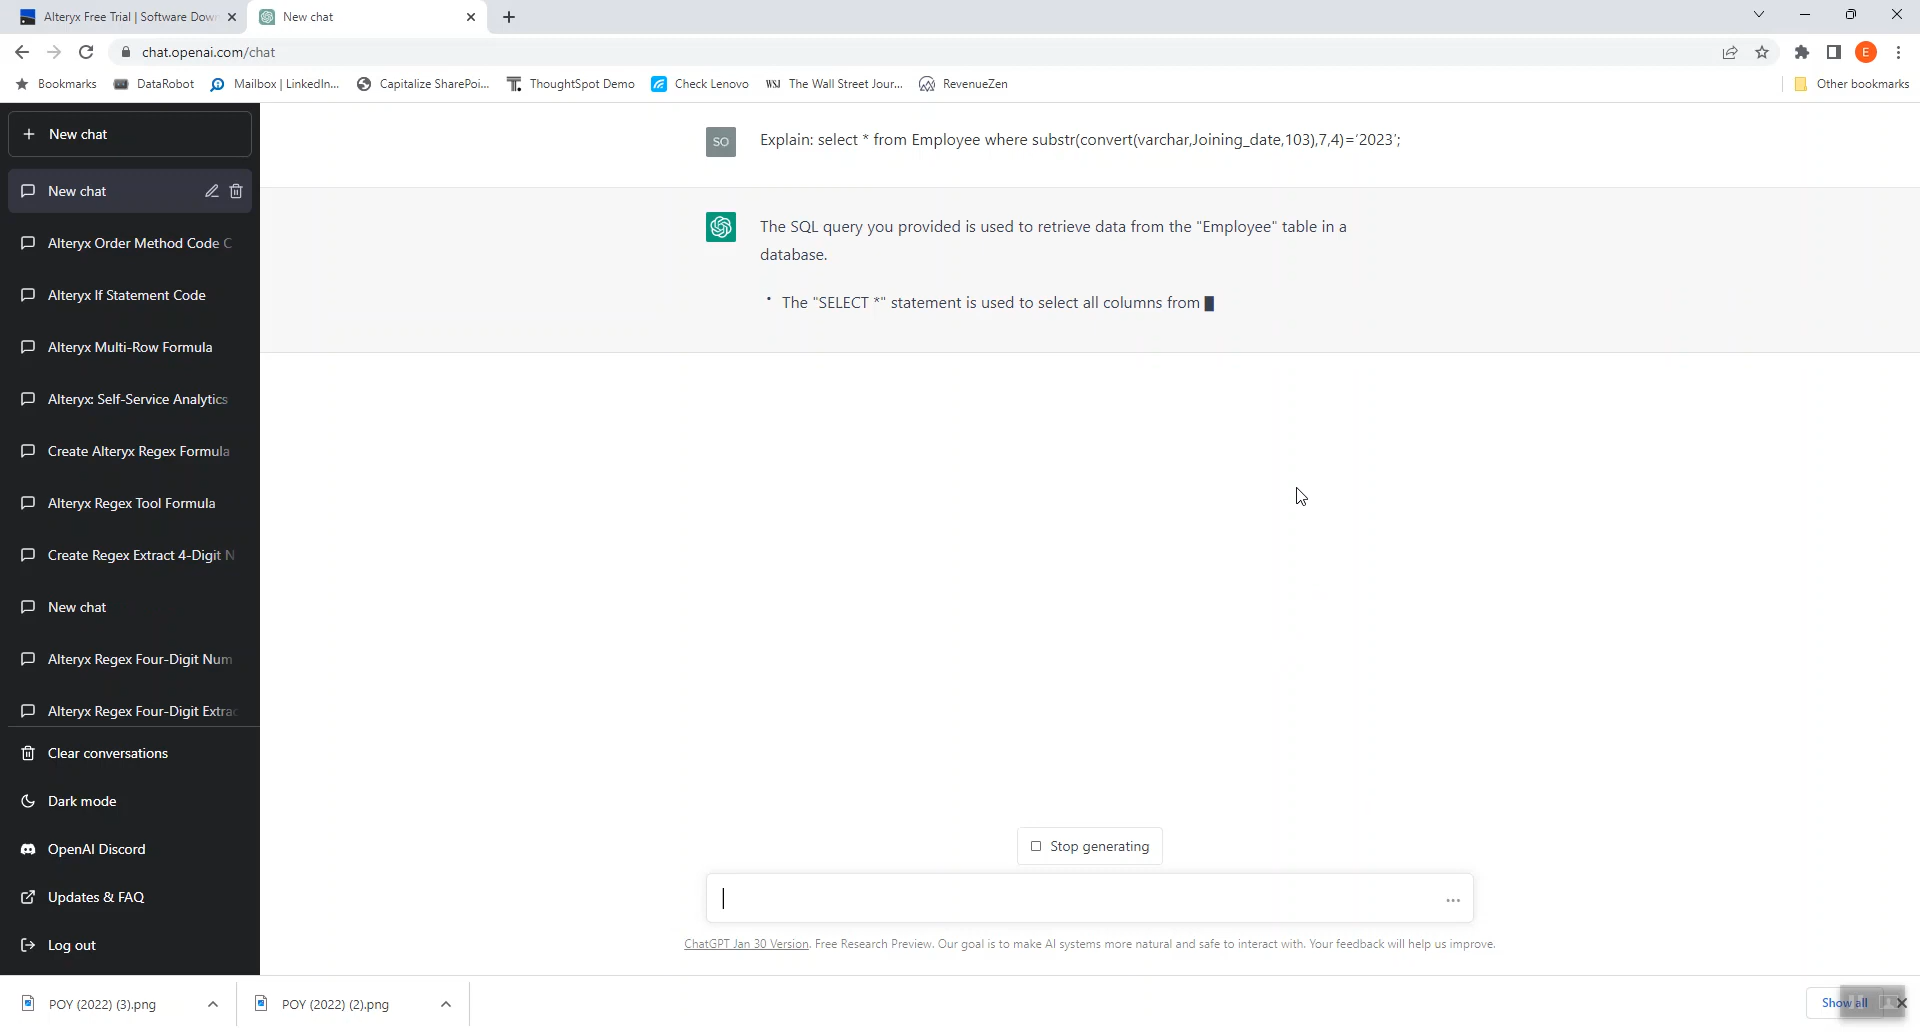 Alteryx Free Trial | Software Dow
New chat
chat.openai.com/chat
E
Bookmarks
DataRobot
Mailbox | LinkedIn...
Capitalize SharePoi...
ThoughtSpot Demo
Check Lenovo
WSJ The Wall Street Jour...
RevenueZen
Other bookmarks
+ New chat
New chat
Alteryx Order Method Code C
Alteryx If Statement Code
Alteryx Multi-Row Formula
Alteryx: Self-Service Analytics
Create Alteryx Regex Formula
Alteryx Regex Tool Formula
Create Regex Extract 4-Digit N
New chat
Alteryx Regex Four-Digit Num
Alteryx Regex Four-Digit Extrac
Clear conversations
Dark mode
OpenAI Discord
Updates & FAQ
Log out
SO
Explain: select * from Employee where substr(convert(varchar,Joining_date,103),7,4)='2023';
The SQL query you provided is used to retrieve data from the "Employee" table in a
database.
• The "SELECT *" statement is used to select all columns from
Stop generating
...
ChatGPT Jan 30 Version. Free Research Preview. Our goal is to make AI systems more natural and safe to interact with. Your feedback will help us improve.
POY (2022) (3).png
POY (2022) (2).png
Show all